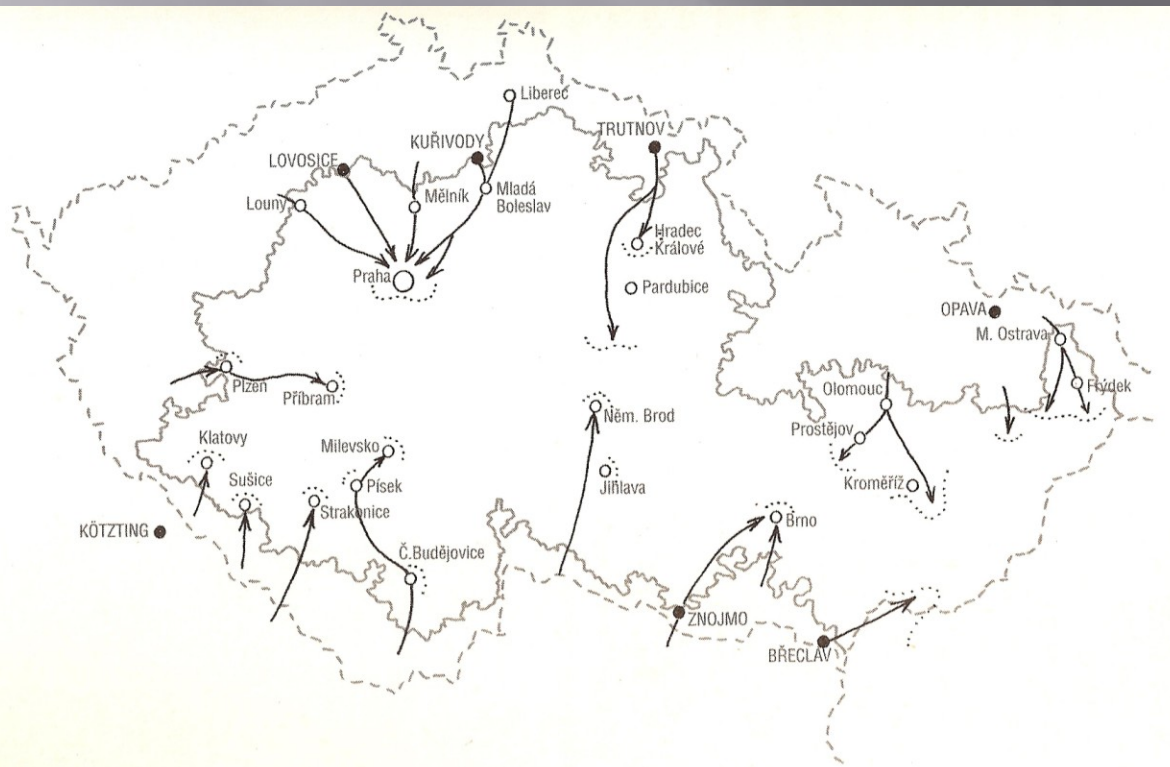 Liberec
TRUTNOV
KUŘIVODY
LOVOSICE
Mladá
Boleslav
Mělník
Louny
Hradec
Králové
Praha
Pardubice
OPAVA
M. Ostrava
Frýdek
Plzeň
Příbram
Olomouc
Prostějov
Něm. Brod
Klatovy
Milevsko
Sušice
Písek
Jihlava
Kroměříž
Strakonice
Brno
KÖTZTING
Č.Budějovice
ZNOJMO
BŘECLAV